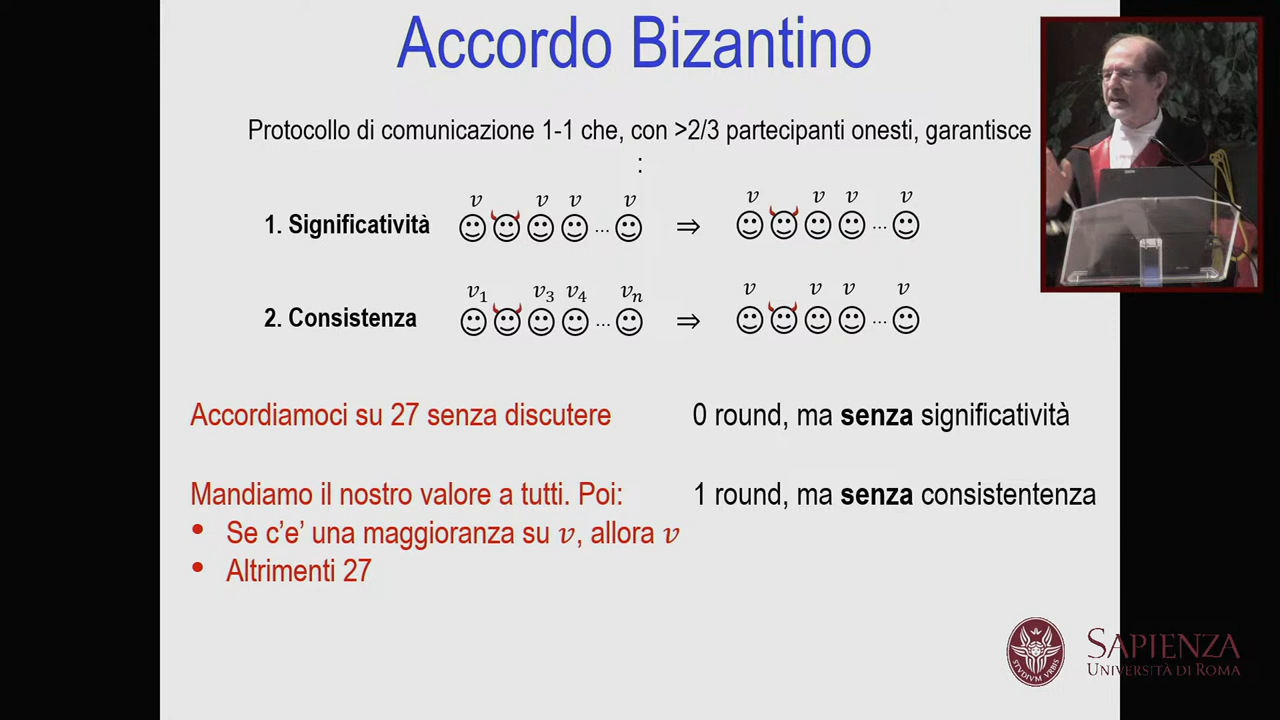 Accordo Bizantino
Protocollo di comunicazione 1-1 che, con >2/3 partecipanti onesti, garantisce
:
v v v v v v v v
1. Significatività ... ⇒ ...
v₁ v₃ v₄ vₙ v v v v
2. Consistenza ... ⇒ ...
Accordiamoci su 27 senza discutere 0 round, ma senza significatività
Mandiamo il nostro valore a tutti. Poi: 1 round, ma senza consistentenza
• Se c'e' una maggioranza su v, allora v
• Altrimenti 27
STVDIVM VRBIS
SAPIENZA
UNIVERSITÀ DI ROMA